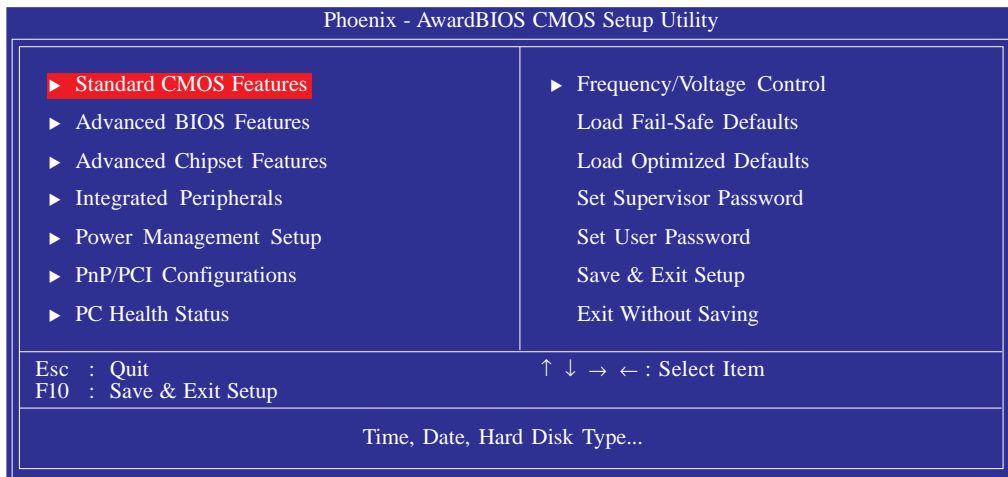 Phoenix - AwardBIOS CMOS Setup Utility
▶ Standard CMOS Features
▶ Advanced BIOS Features
▶ Advanced Chipset Features
▶ Integrated Peripherals
▶ Power Management Setup
▶ PnP/PCI Configurations
▶ PC Health Status
▶ Frequency/Voltage Control
Load Fail-Safe Defaults
Load Optimized Defaults
Set Supervisor Password
Set User Password
Save & Exit Setup
Exit Without Saving
Esc : Quit
F10 : Save & Exit Setup
↑ ↓ → ← : Select Item
Time, Date, Hard Disk Type...